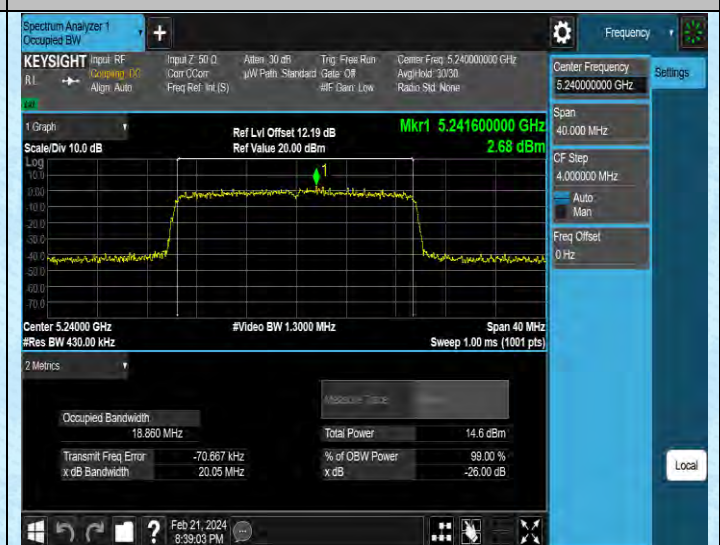 Spectrum Analyzer 1
Occupied BW
+
Frequency
KEYSIGHT Input: RF
R L
Coupling: DC
Align: Auto
Input Z: 50 Ω
Corr CCorr
Freq Ref: Int (S)
Atten: 30 dB
µW Path: Standard
Trig: Free Run
Gate: Off
#IF Gain: Low
Center Freq: 5.240000000 GHz
Avg|Hold: 30/30
Radio Std: None
Center Frequency
5.240000000 GHz
Settings
Span
40.000 MHz
CF Step
4.000000 MHz
Auto
Man
Freq Offset
0 Hz
1 Graph
Scale/Div 10.0 dB
Ref Lvl Offset 12.19 dB
Ref Value 20.00 dBm
Mkr1 5.241600000 GHz
2.68 dBm
Log
10.0
0.00
-10.0
-20.0
-30.0
-40.0
-50.0
-60.0
-70.0
1
Center 5.24000 GHz
#Res BW 430.00 kHz
#Video BW 1.3000 MHz
Span 40 MHz
Sweep 1.00 ms (1001 pts)
2 Metrics
Measure Trace
Occupied Bandwidth
18.860 MHz
Total Power 14.6 dBm
Transmit Freq Error -70.667 kHz
% of OBW Power 99.00 %
x dB Bandwidth 20.05 MHz
x dB -26.00 dB
Local
?
Feb 21, 2024
8:39:03 PM